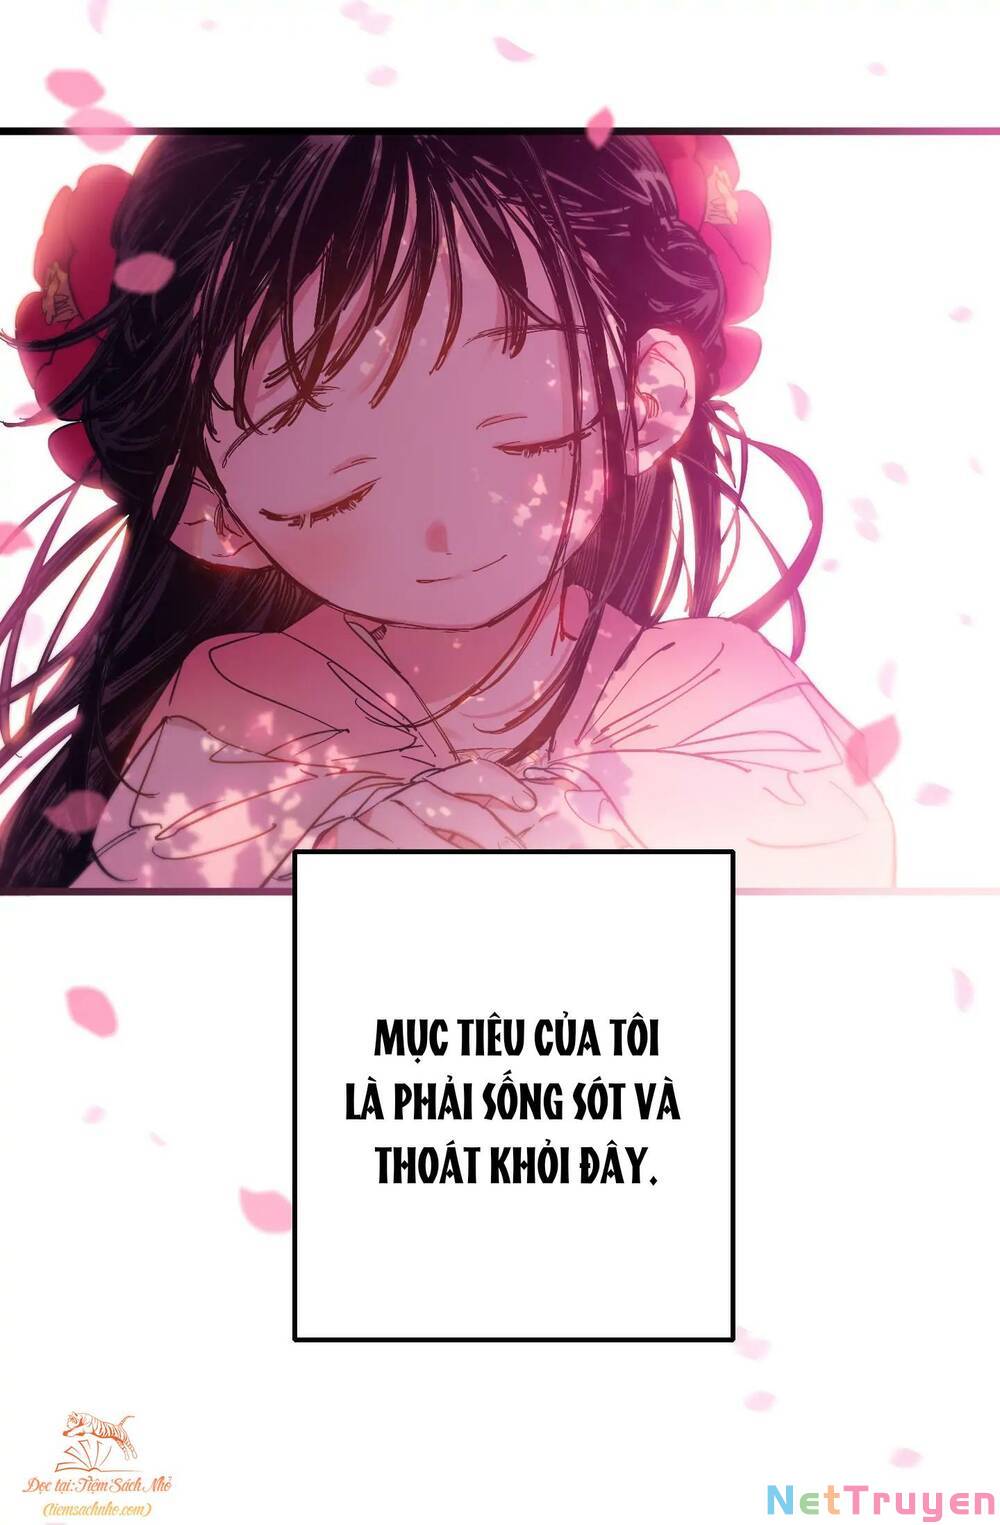 MỤC TIÊU CỦA TÔI
LÀ PHẢI SỐNG SÓT VÀ
THOÁT KHỎI ĐÂY.
Đọc tại: Tiệm Sách Nhỏ
(tiemsachnho.com)
NetTruyen